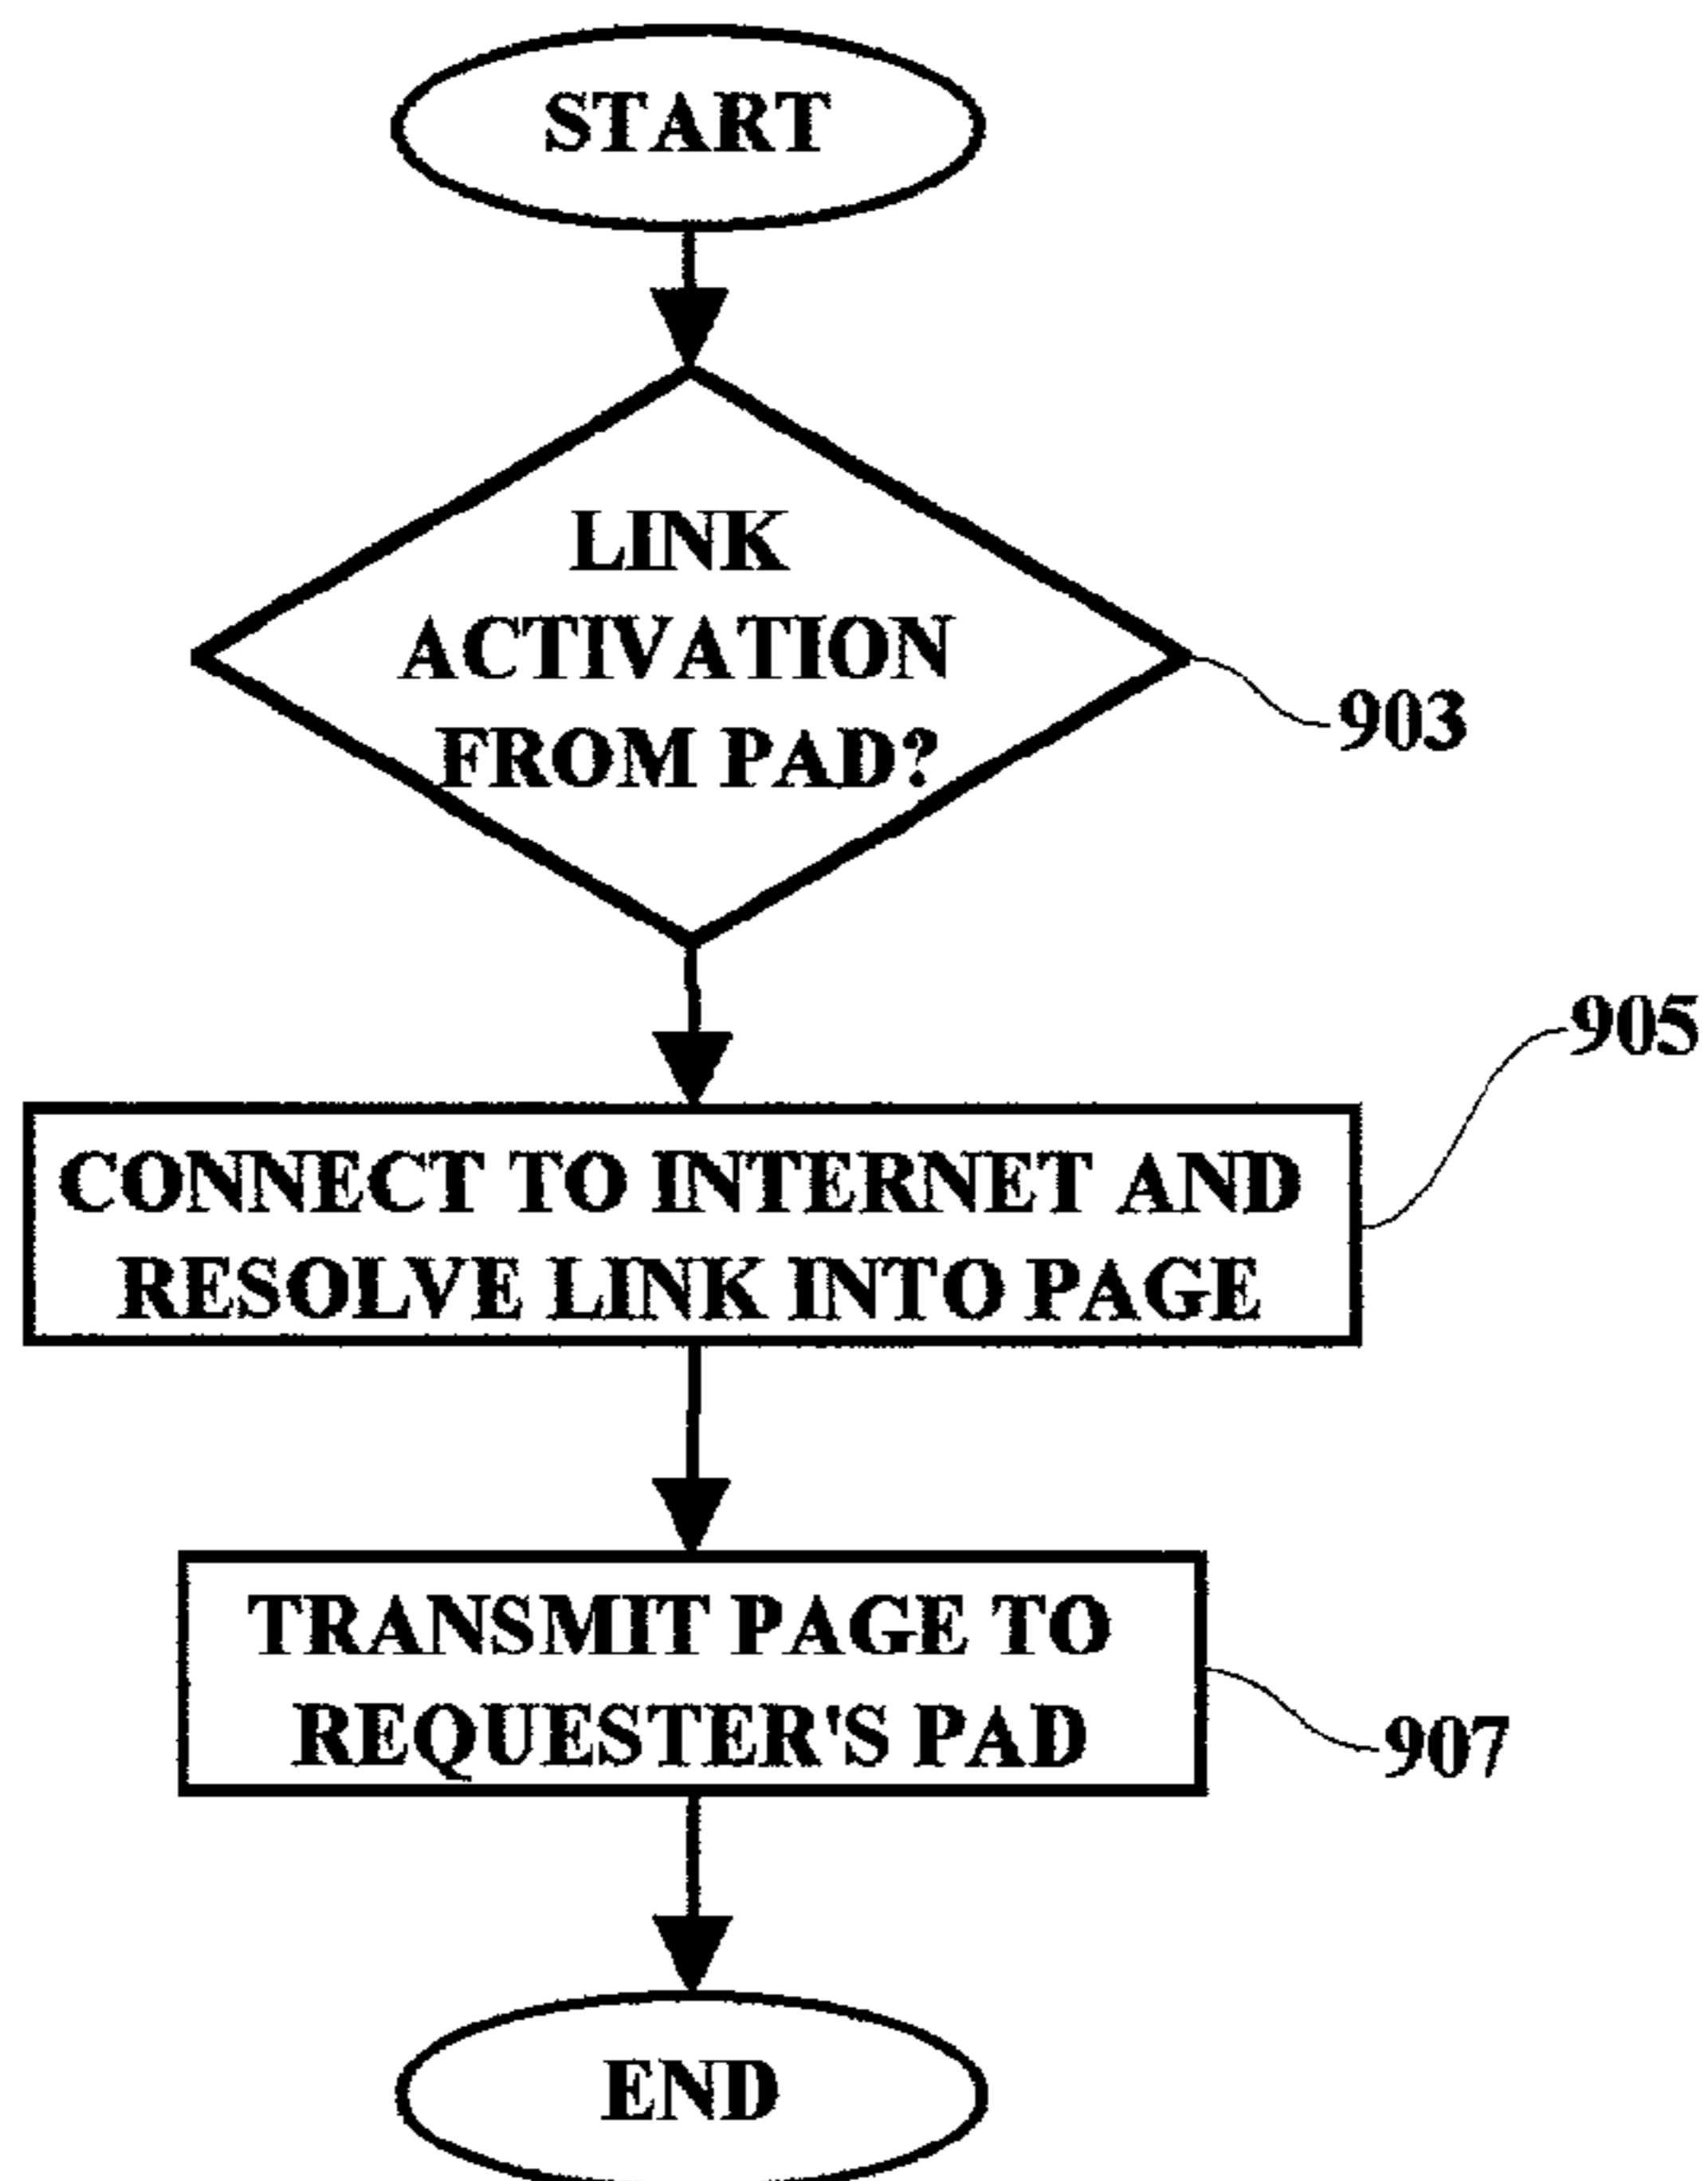 START
LINK
ACTIVATION
FROM PAD?
903
905
CONNECT TO INTERNET AND
RESOLVE LINK INTO PAGE
TRANSMIT PAGE TO
REQUESTER'S PAD
907
END